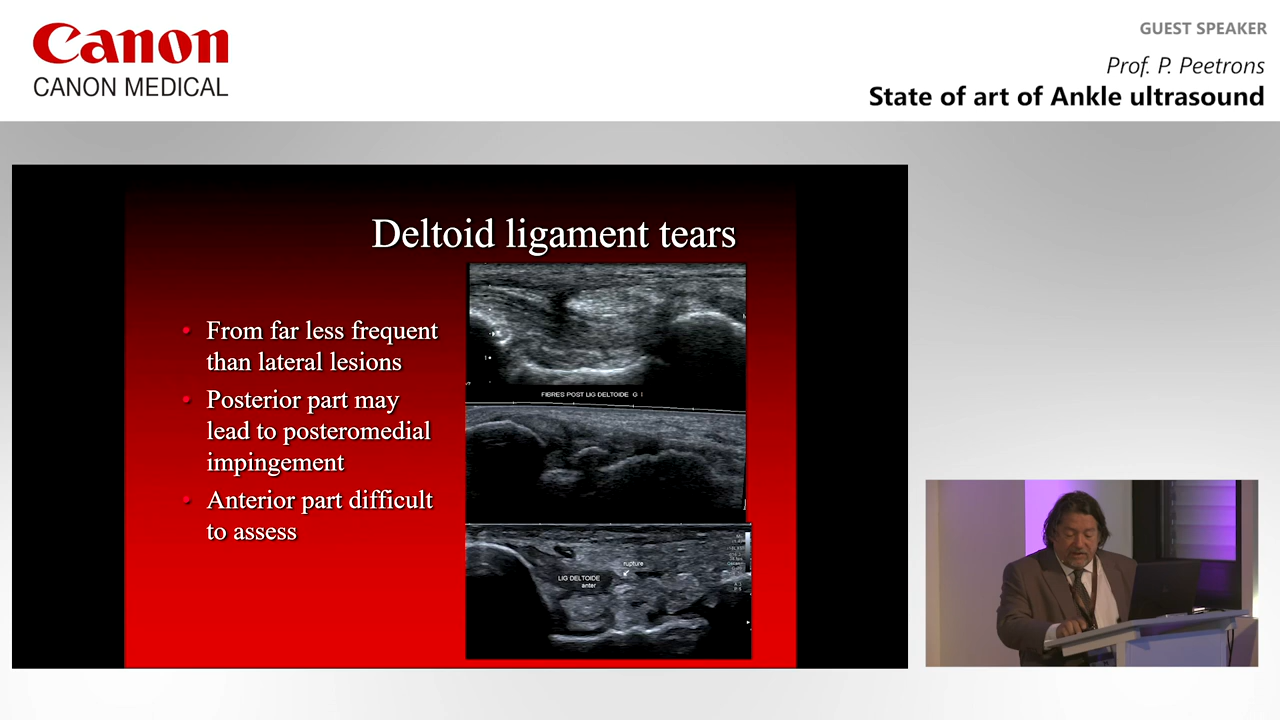 Canon
CANON MEDICAL
GUEST SPEAKER
Prof. P. Peetrons
State of art of Ankle ultrasound
Deltoid ligament tears
• From far less frequent
than lateral lesions
• Posterior part may
lead to posteromedial
impingement
• Anterior part difficult
to assess
FIBRES POST LIG DELTOIDE G
rupture
LIG DELTOIDE
anter